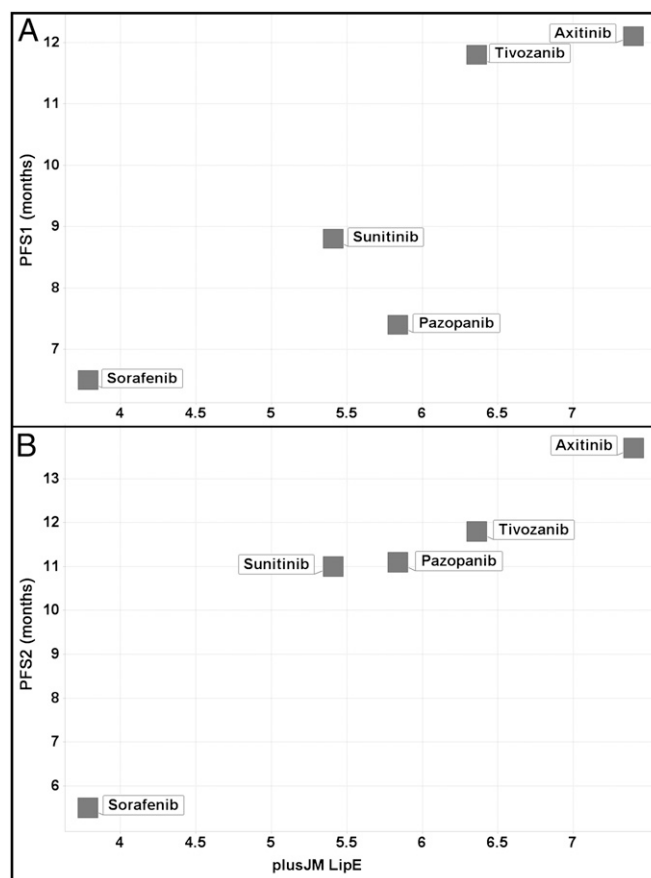 A
12
11
10
9
8
7
PFS1 (months)
Axitinib
Tivozanib
Sunitinib
Pazopanib
Sorafenib
4 4.5 5 5.5 6 6.5 7
B
13
12
11
10
9
8
7
6
PFS2 (months)
Axitinib
Tivozanib
Sunitinib
Pazopanib
Sorafenib
4 4.5 5 5.5 6 6.5 7
plusJM LipE